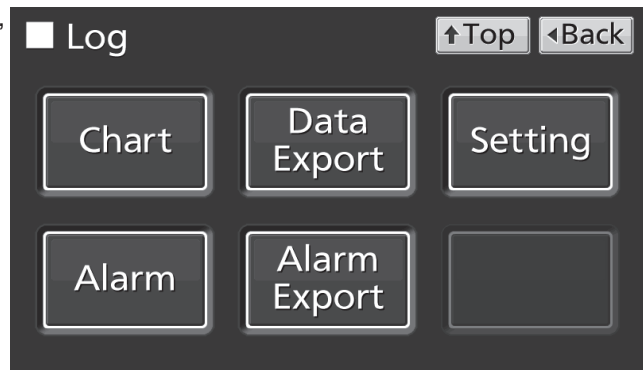 Log
↑Top
◂Back
Chart
Data
Export
Setting
Alarm
Alarm
Export